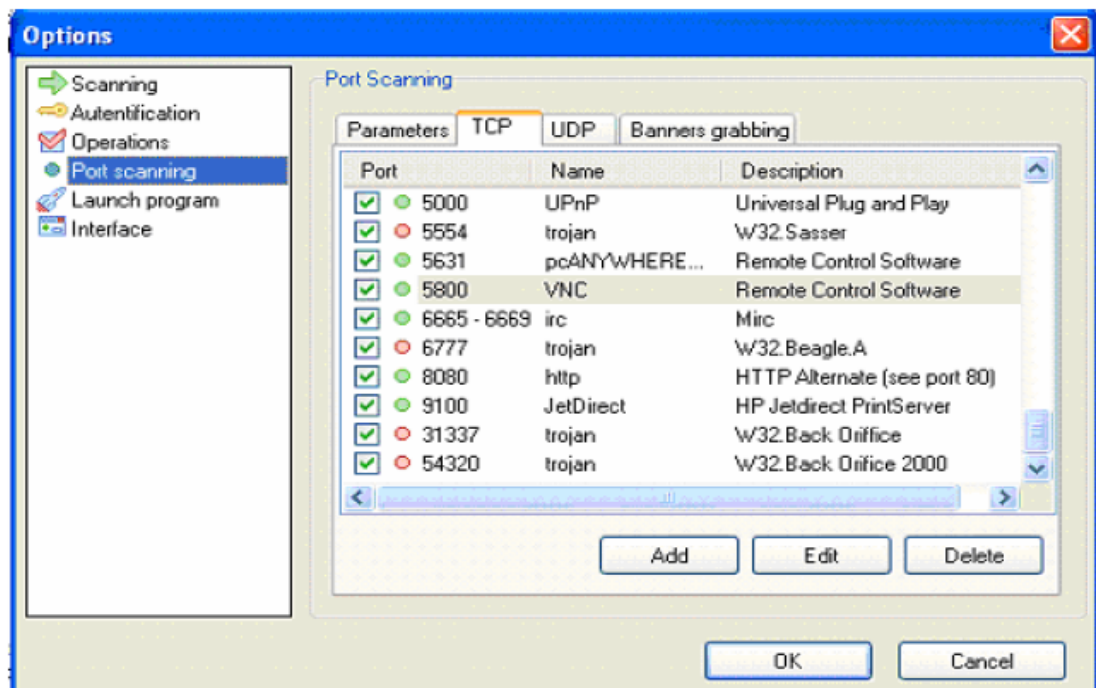 Options
Scanning
Autentification
Operations
Port scanning
Launch program
Interface
Port Scanning
Parameters TCP UDP Banners grabbing
Port Name Description
5000 UPnP Universal Plug and Play
5554 trojan W32.Sasser
5631 pcANYWHERE... Remote Control Software
5800 VNC Remote Control Software
6665 - 6669 irc Mirc
6777 trojan W32.Beagle.A
8080 http HTTP Alternate (see port 80)
9100 JetDirect HP Jetdirect PrintServer
31337 trojan W32.Back Oriffice
54320 trojan W32.Back Orifice 2000
Add Edit Delete
OK Cancel